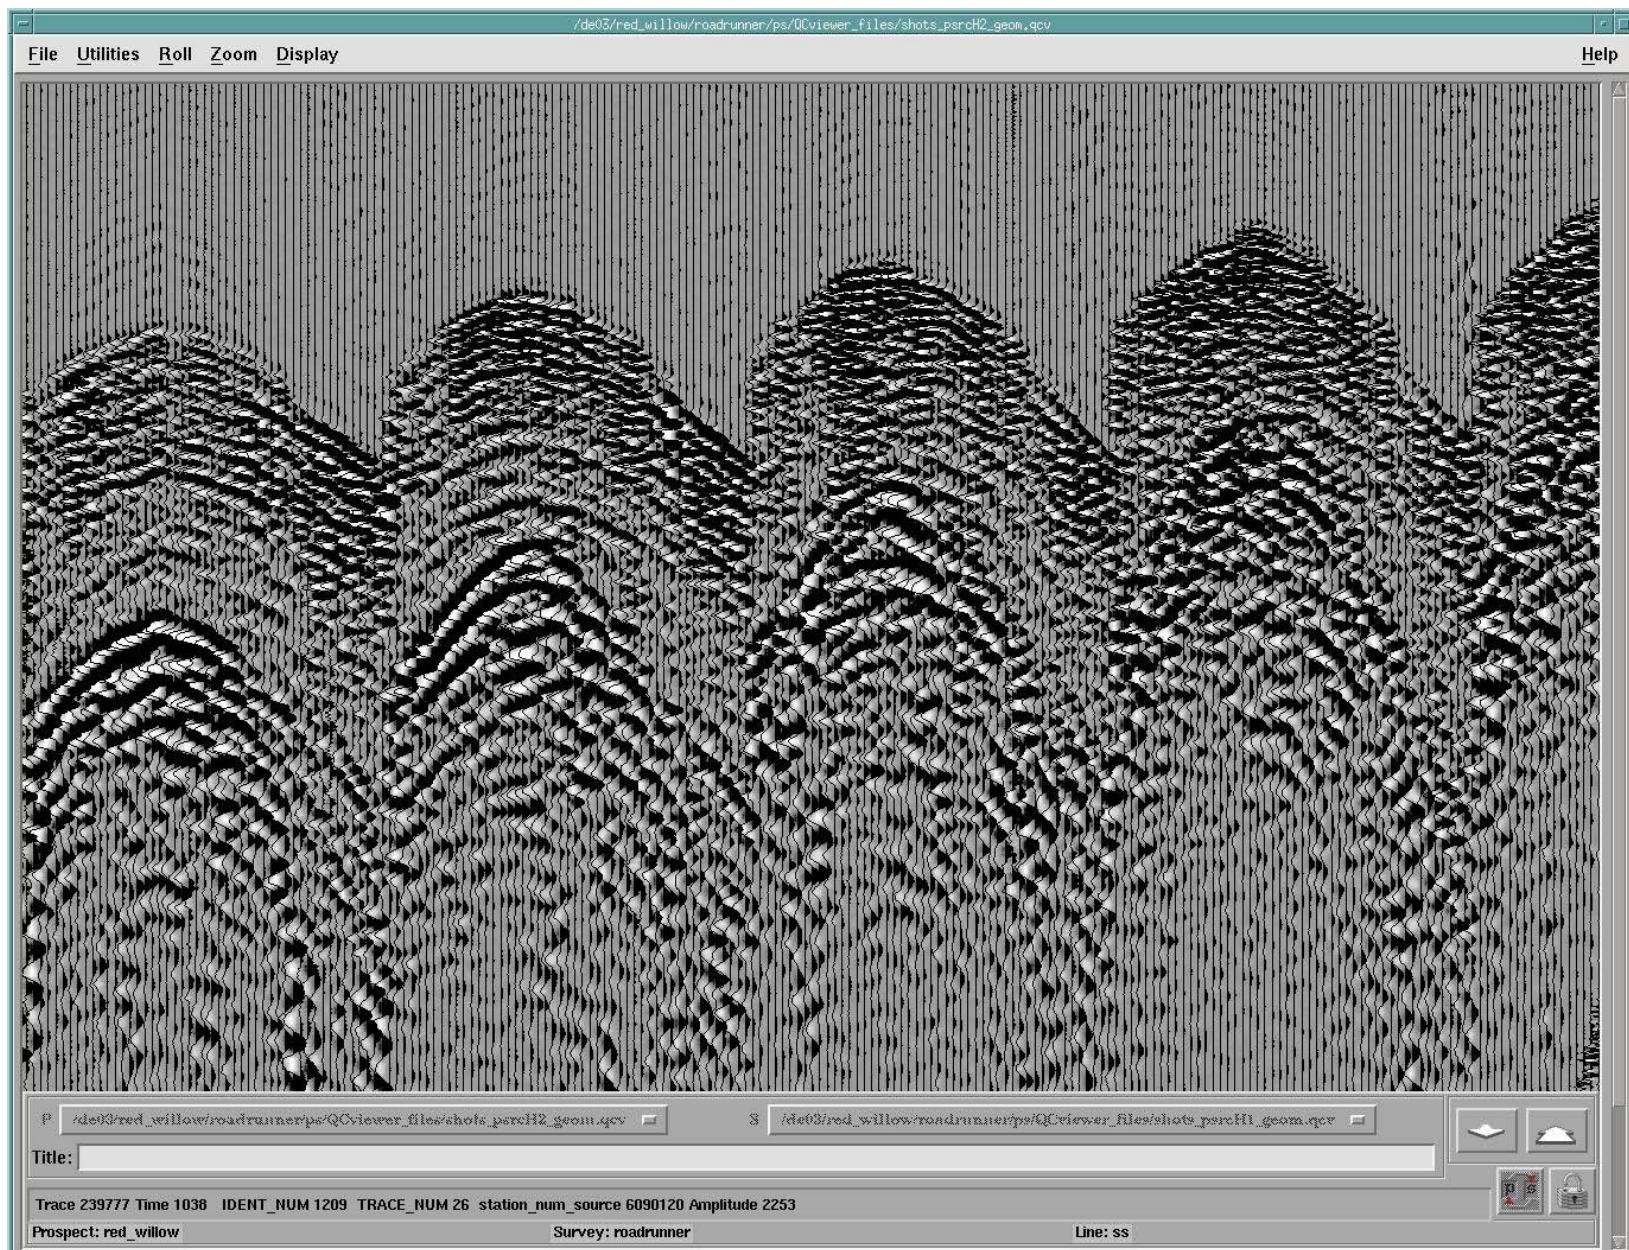 /de03/red_willow/roadrunner/ps/QCviewer_files/shots_psrcH2_geom.qcv
File Utilities Roll Zoom Display Help
P /de03/red_willow/roadrunner/ps/QCviewer_files/shots_psrcH2_geom.qcv S /de03/red_willow/roadrunner/ps/QCviewer_files/shots_psrcH1_geom.qcv
Title:
p s
Trace 239777 Time 1038 IDENT_NUM 1209 TRACE_NUM 26 station_num_source 6090120 Amplitude 2253
Prospect: red_willow Survey: roadrunner Line: ss